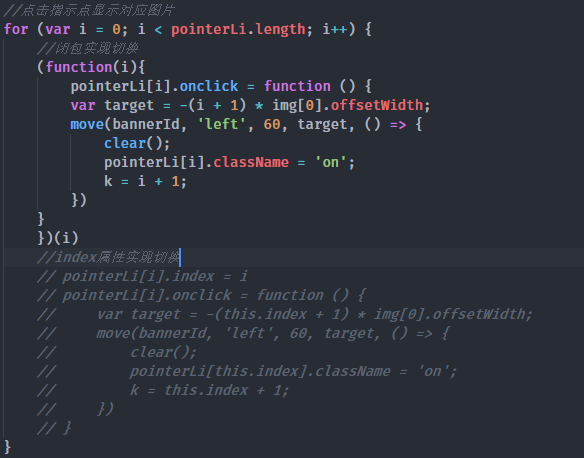 //点击指示点显示对应图片
for (var i = 0; i < pointerLi.length; i++) {
    //闭包实现切换
    (function(i){
        pointerLi[i].onclick = function () {
        var target = -(i + 1) * img[0].offsetWidth;
        move(bannerId, 'left', 60, target, () => {
            clear();
            pointerLi[i].className = 'on';
            k = i + 1;
        })
    }
    })(i)
    //index属性实现切换
    // pointerLi[i].index = i
    // pointerLi[i].onclick = function () {
    //     var target = -(this.index + 1) * img[0].offsetWidth;
    //     move(bannerId, 'left', 60, target, () => {
    //         clear();
    //         pointerLi[this.index].className = 'on';
    //         k = this.index + 1;
    //     })
    // }
}